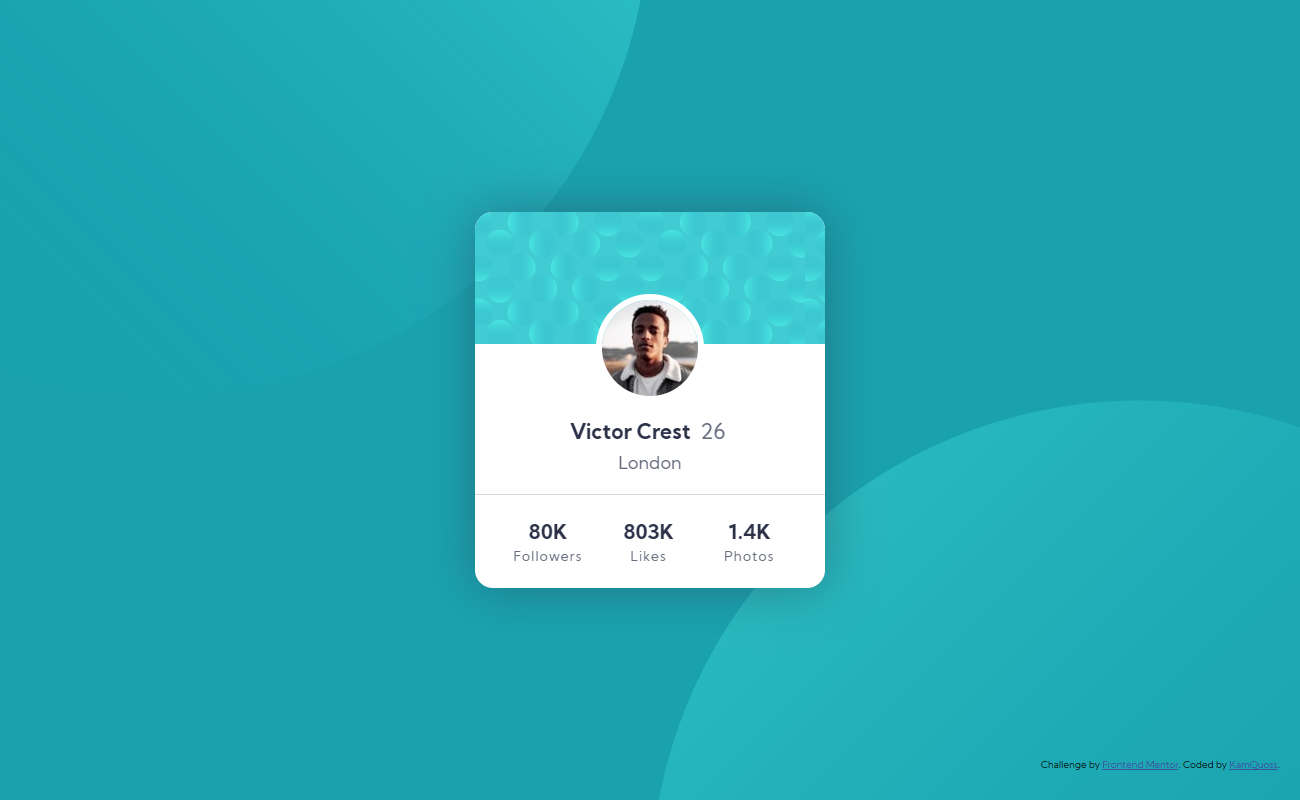 Victor Crest 26
London
80K 803K 1.4K
Followers Likes Photos
Challenge by Frontend Mentor. Coded by KamQuoss.